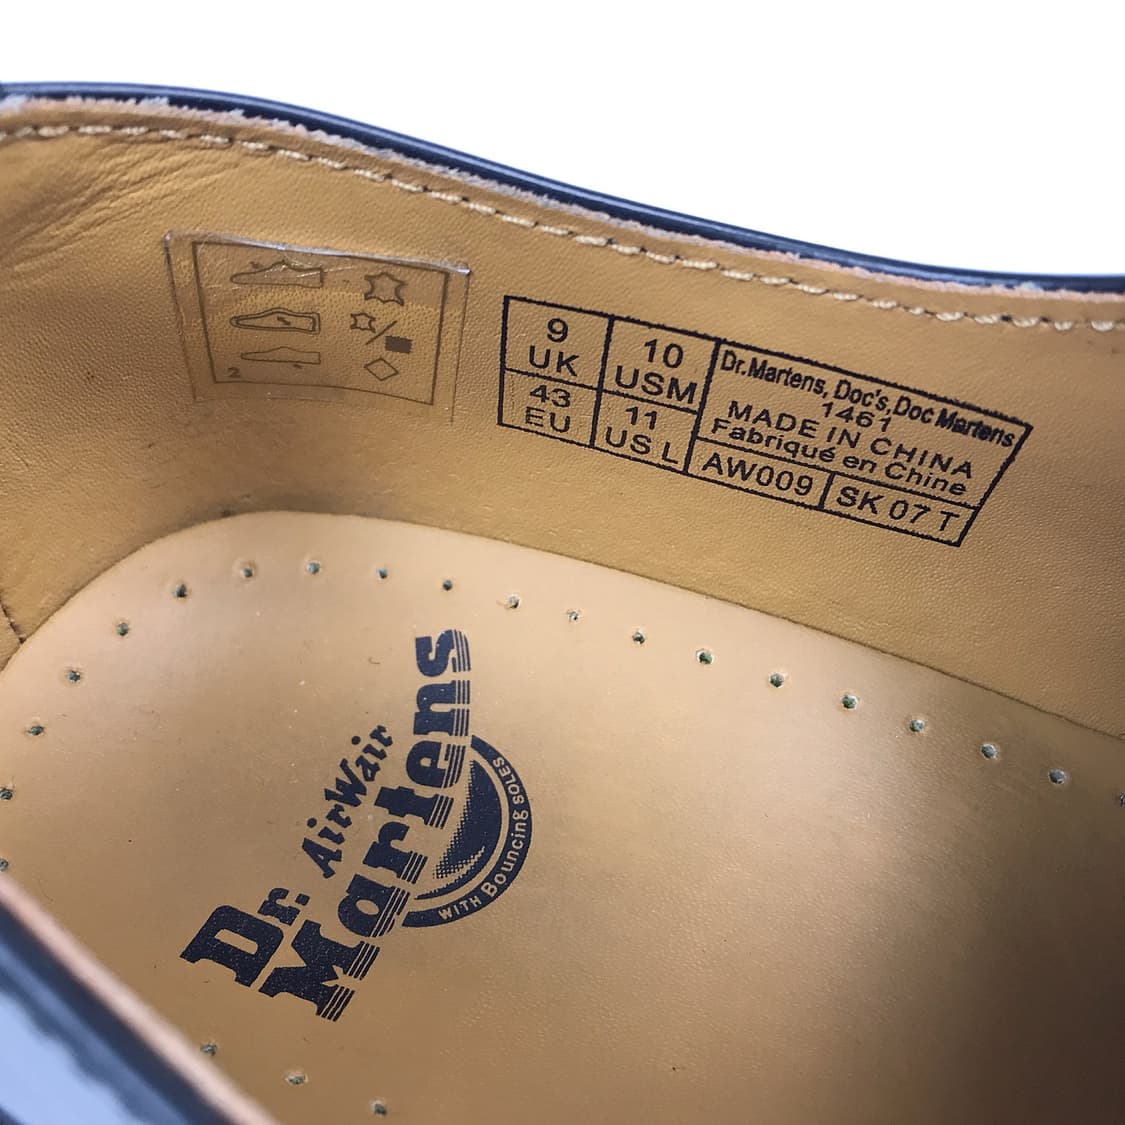 2
9
UK
10
USM
43
EU
11
US L
Dr.Martens, Doc's, Doc Martens
1461
MADE IN CHINA
Fabriqué en Chine
AW009
SK 07 T
Dr.
AirWair
Martens
WITH Bouncing SOLES